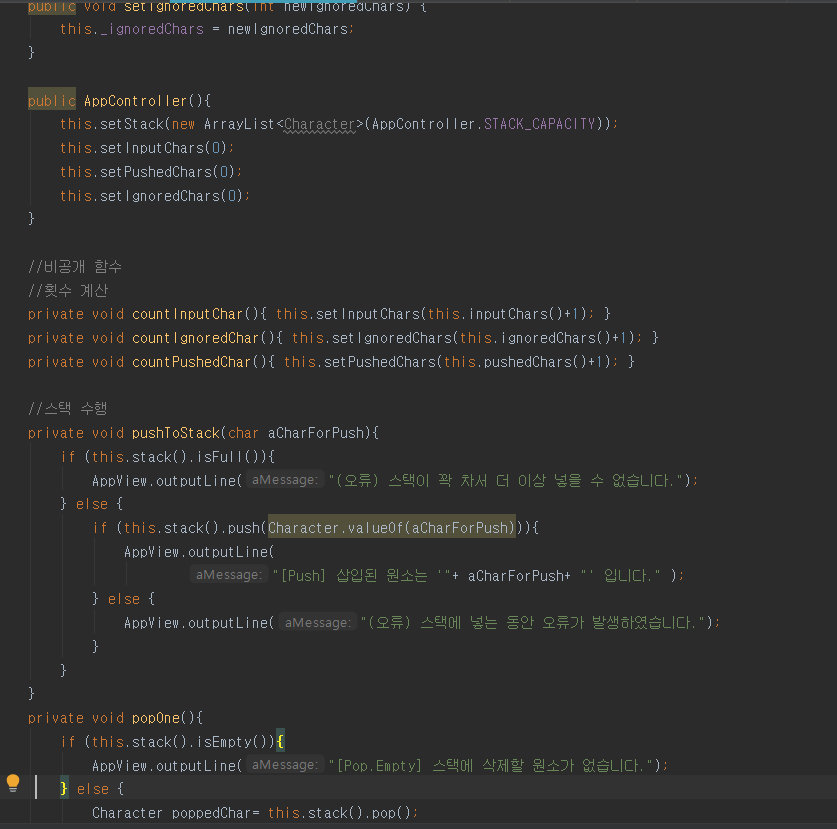 public void setIgnoredChars(int newIgnoredChars) {
this._ignoredChars = newIgnoredChars;
}
public AppController(){
this.setStack(new ArrayList<Character>(AppController.STACK_CAPACITY));
this.setInputChars(0);
this.setPushedChars(0);
this.setIgnoredChars(0);
}
//비공개 함수
//횟수 계산
private void countInputChar(){ this.setInputChars(this.inputChars()+1); }
private void countIgnoredChar(){ this.setIgnoredChars(this.ignoredChars()+1); }
private void countPushedChar(){ this.setPushedChars(this.pushedChars()+1); }
//스택 수행
private void pushToStack(char aCharForPush){
if (this.stack().isFull()){
AppView.outputLine( aMessage: "(오류) 스택이 꽉 차서 더 이상 넣을 수 없습니다.");
} else {
if (this.stack().push(Character.valueOf(aCharForPush))){
AppView.outputLine(
aMessage: "[Push] 삽입된 원소는 '"+ aCharForPush+ "' 입니다." );
} else {
AppView.outputLine( aMessage: "(오류) 스택에 넣는 동안 오류가 발생하였습니다.");
}
}
}
private void popOne(){
if (this.stack().isEmpty()){
AppView.outputLine( aMessage: "[Pop.Empty] 스택에 삭제할 원소가 없습니다.");
} else {
Character poppedChar= this.stack().pop();